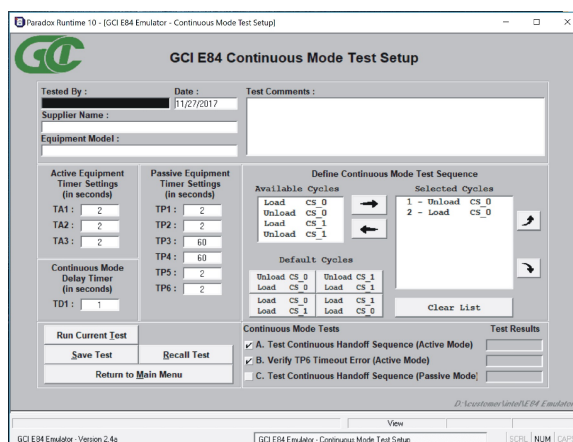 Paradox Runtime 10 - [GCI E84 Emulator - Continuous Mode Test Setup]
GCI
GCI E84 Continuous Mode Test Setup
Tested By :
Date :
Test Comments :
11/27/2017
Supplier Name :
Equipment Model :
Active Equipment
Timer Settings
(in seconds)
TA1 : 2
TA2 : 2
TA3 : 2
Continuous Mode
Delay Timer
(in seconds)
TD1 : 1
Passive Equipment
Timer Settings
(in seconds)
TP1 : 2
TP2 : 2
TP3 : 60
TP4 : 60
TP5 : 2
TP6 : 2
Define Continuous Mode Test Sequence
Available Cycles
Load CS_0
Unload CS_0
Load CS_1
Unload CS_1
Selected Cycles
1 - Unload CS_0
2 - Load CS_0
Default Cycles
Unload CS_0
Load CS_0
Unload CS_1
Load CS_1
Load CS_0
Load CS_1
Load CS_1
Load CS_0
Clear List
Run Current Test
Save Test
Recall Test
Return to Main Menu
Continuous Mode Tests
Test Results
A. Test Continuous Handoff Sequence (Active Mode)
B. Verify TP6 Timeout Error (Active Mode)
C. Test Continuous Handoff Sequence (Passive Mode)
D:\customer\intel\E84 Emulator
View
GCI E84 Emulator - Version 2.4a
GCI E84 Emulator - Continuous Mode Test Setup
SCRL NUM CAPS